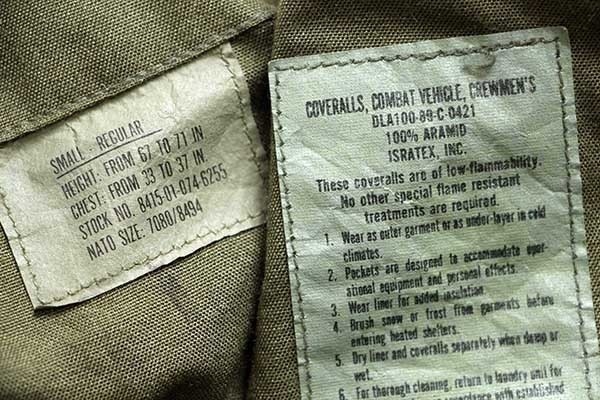 SMALL - REGULAR
HEIGHT: FROM 67 TO 71 IN
CHEST: FROM 33 TO 37 IN
STOCK NO. 8415-01-074-6255
NATO SIZE: 7080/8494
COVERALLS, COMBAT VEHICLE, CREWMEN'S
DLA100-89-C-0421
100% ARAMID
ISRATEX, INC.
These coveralls are of low-flammability.
No other special flame resistant
treatments are required.
1. Wear as outer garment or as under-layer in cold
climates.
2. Pockets are designed to accommodate oper-
ational equipment and personal effects.
3. Wear liner for added insulation.
4. Brush snow or frost from garments before
entering heated shelters.
5. Dry liner and coveralls separately when damp or
wet.
6. For thorough cleaning, return to laundry unit for
accordance with established